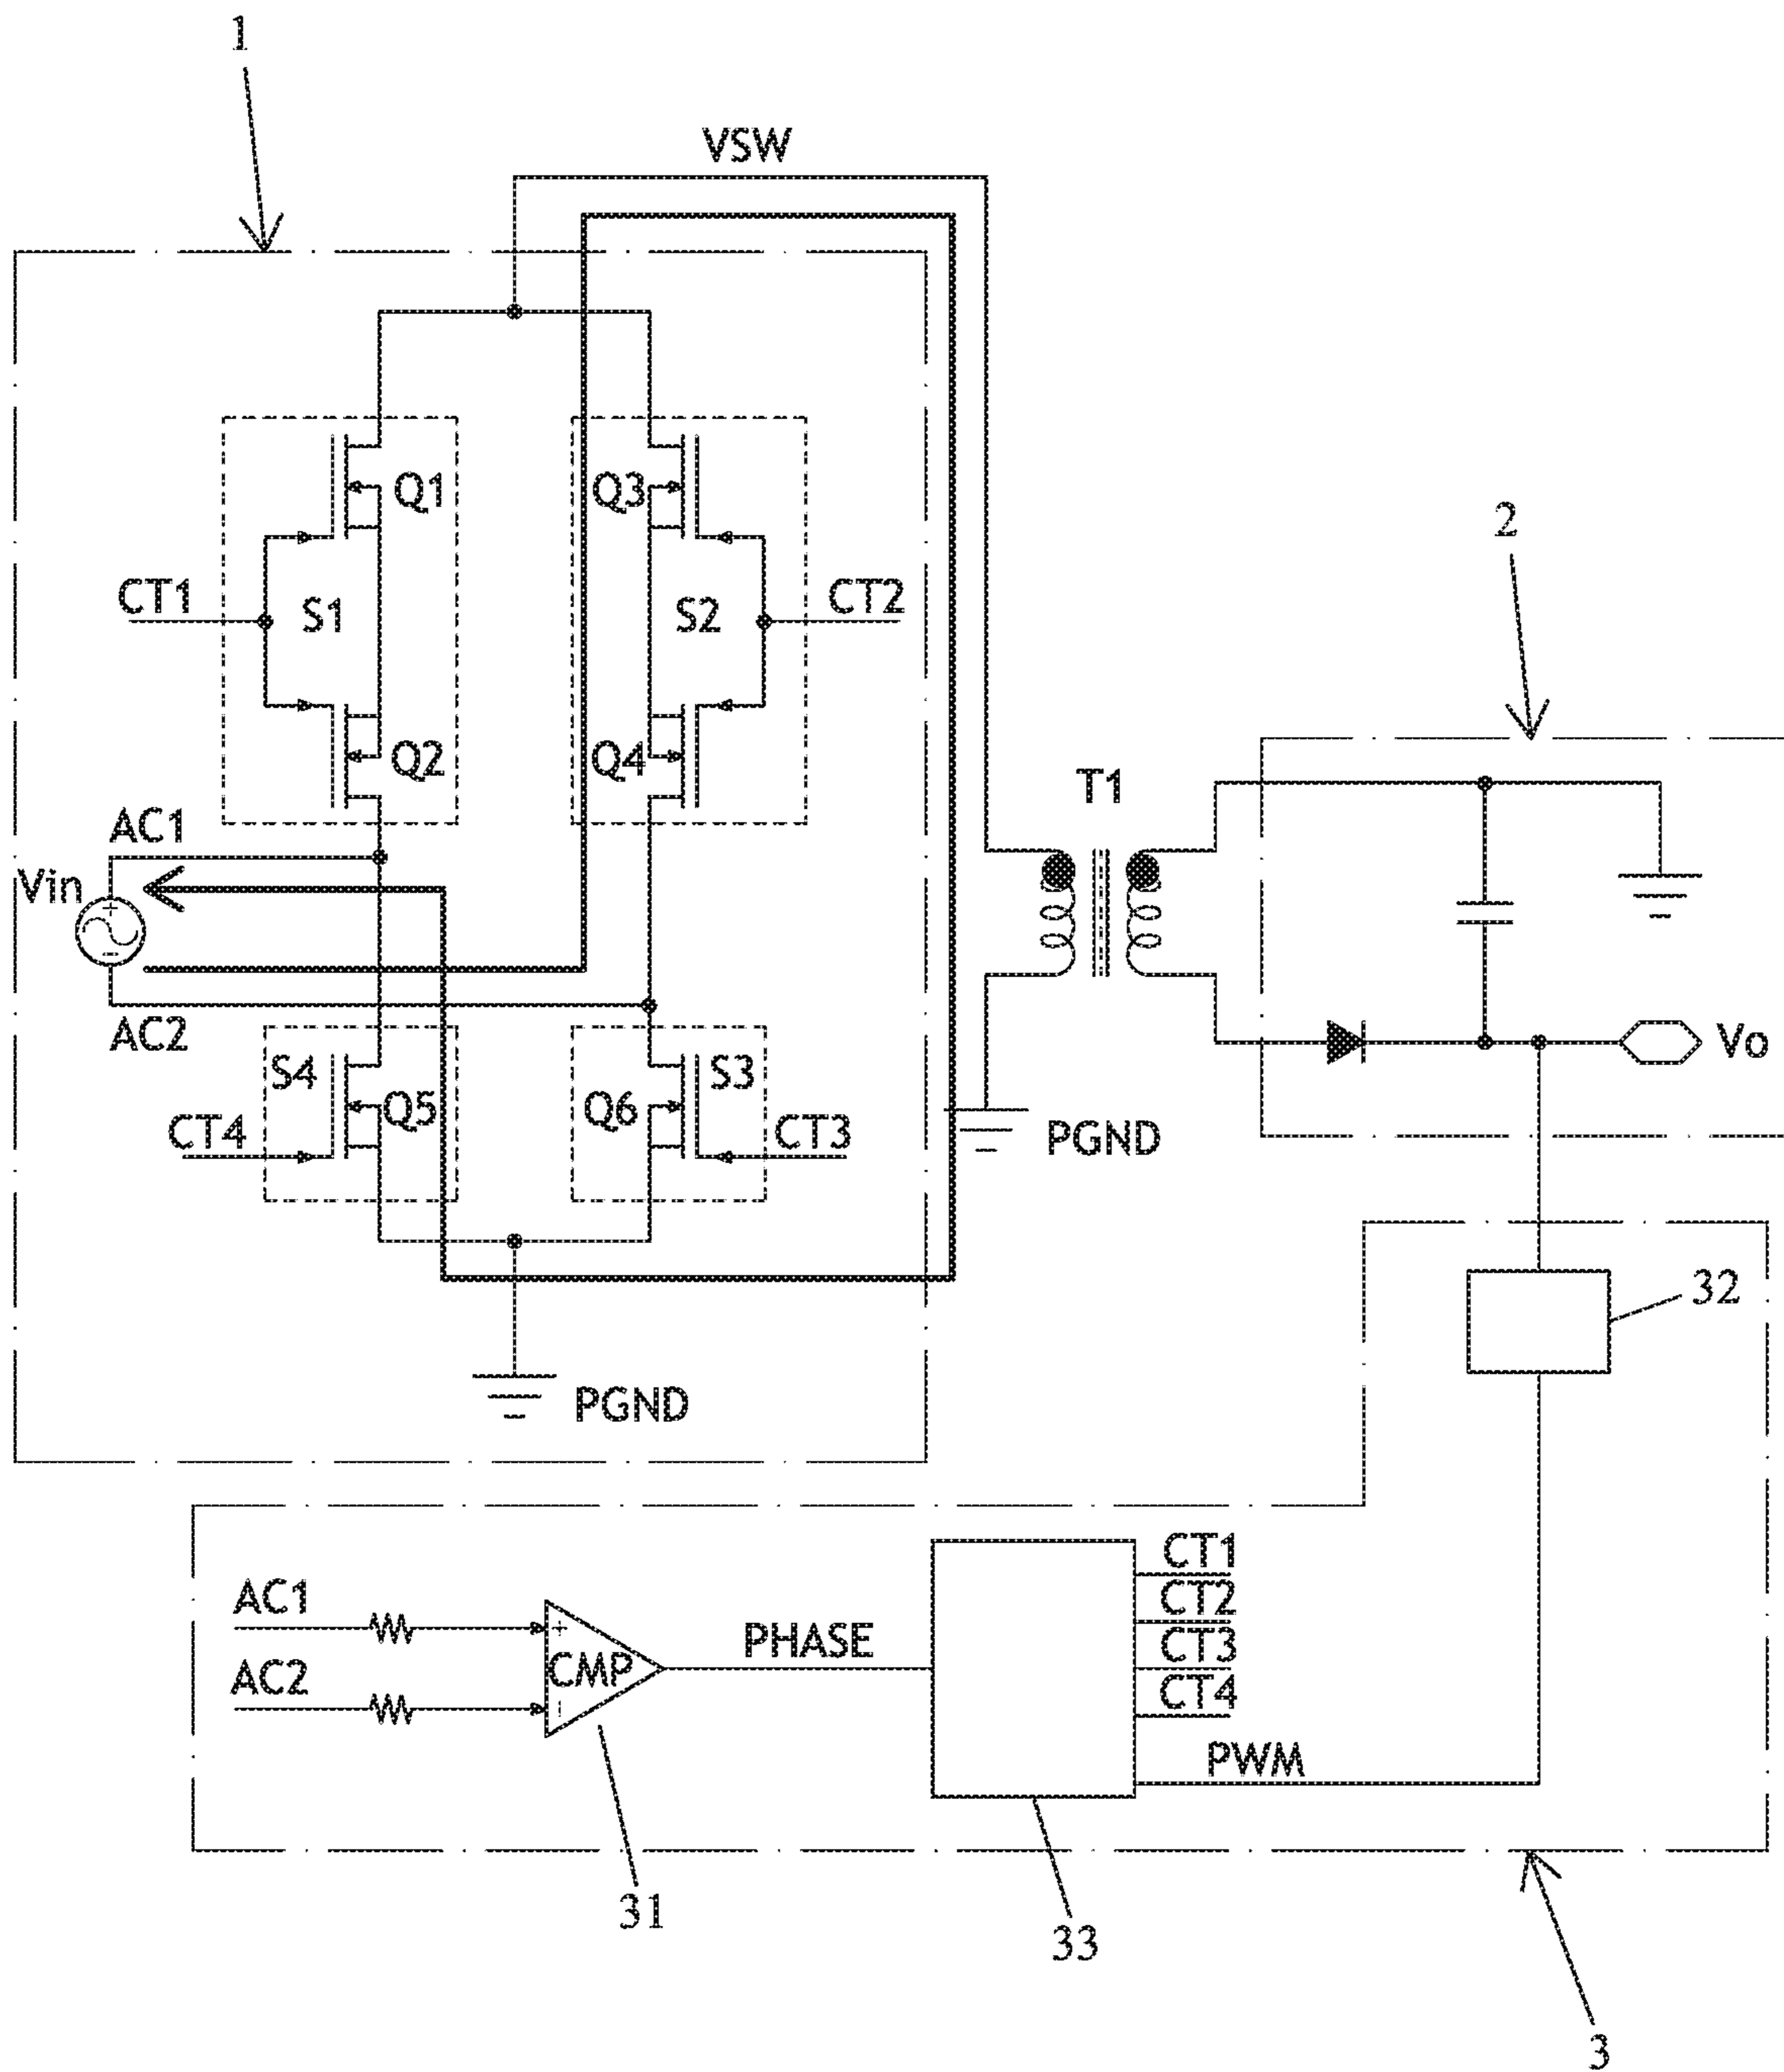 1
VSW
Q1
Q3
CT1
S1
S2
CT2
2
Q2
Q4
T1
AC1
Vin
+
-
AC2
Vo
S4
S3
Q5
Q6
CT4
CT3
PGND
32
PGND
CT1
CT2
CT3
CT4
AC1
+
PHASE
CMP
AC2
-
PWM
31
33
3